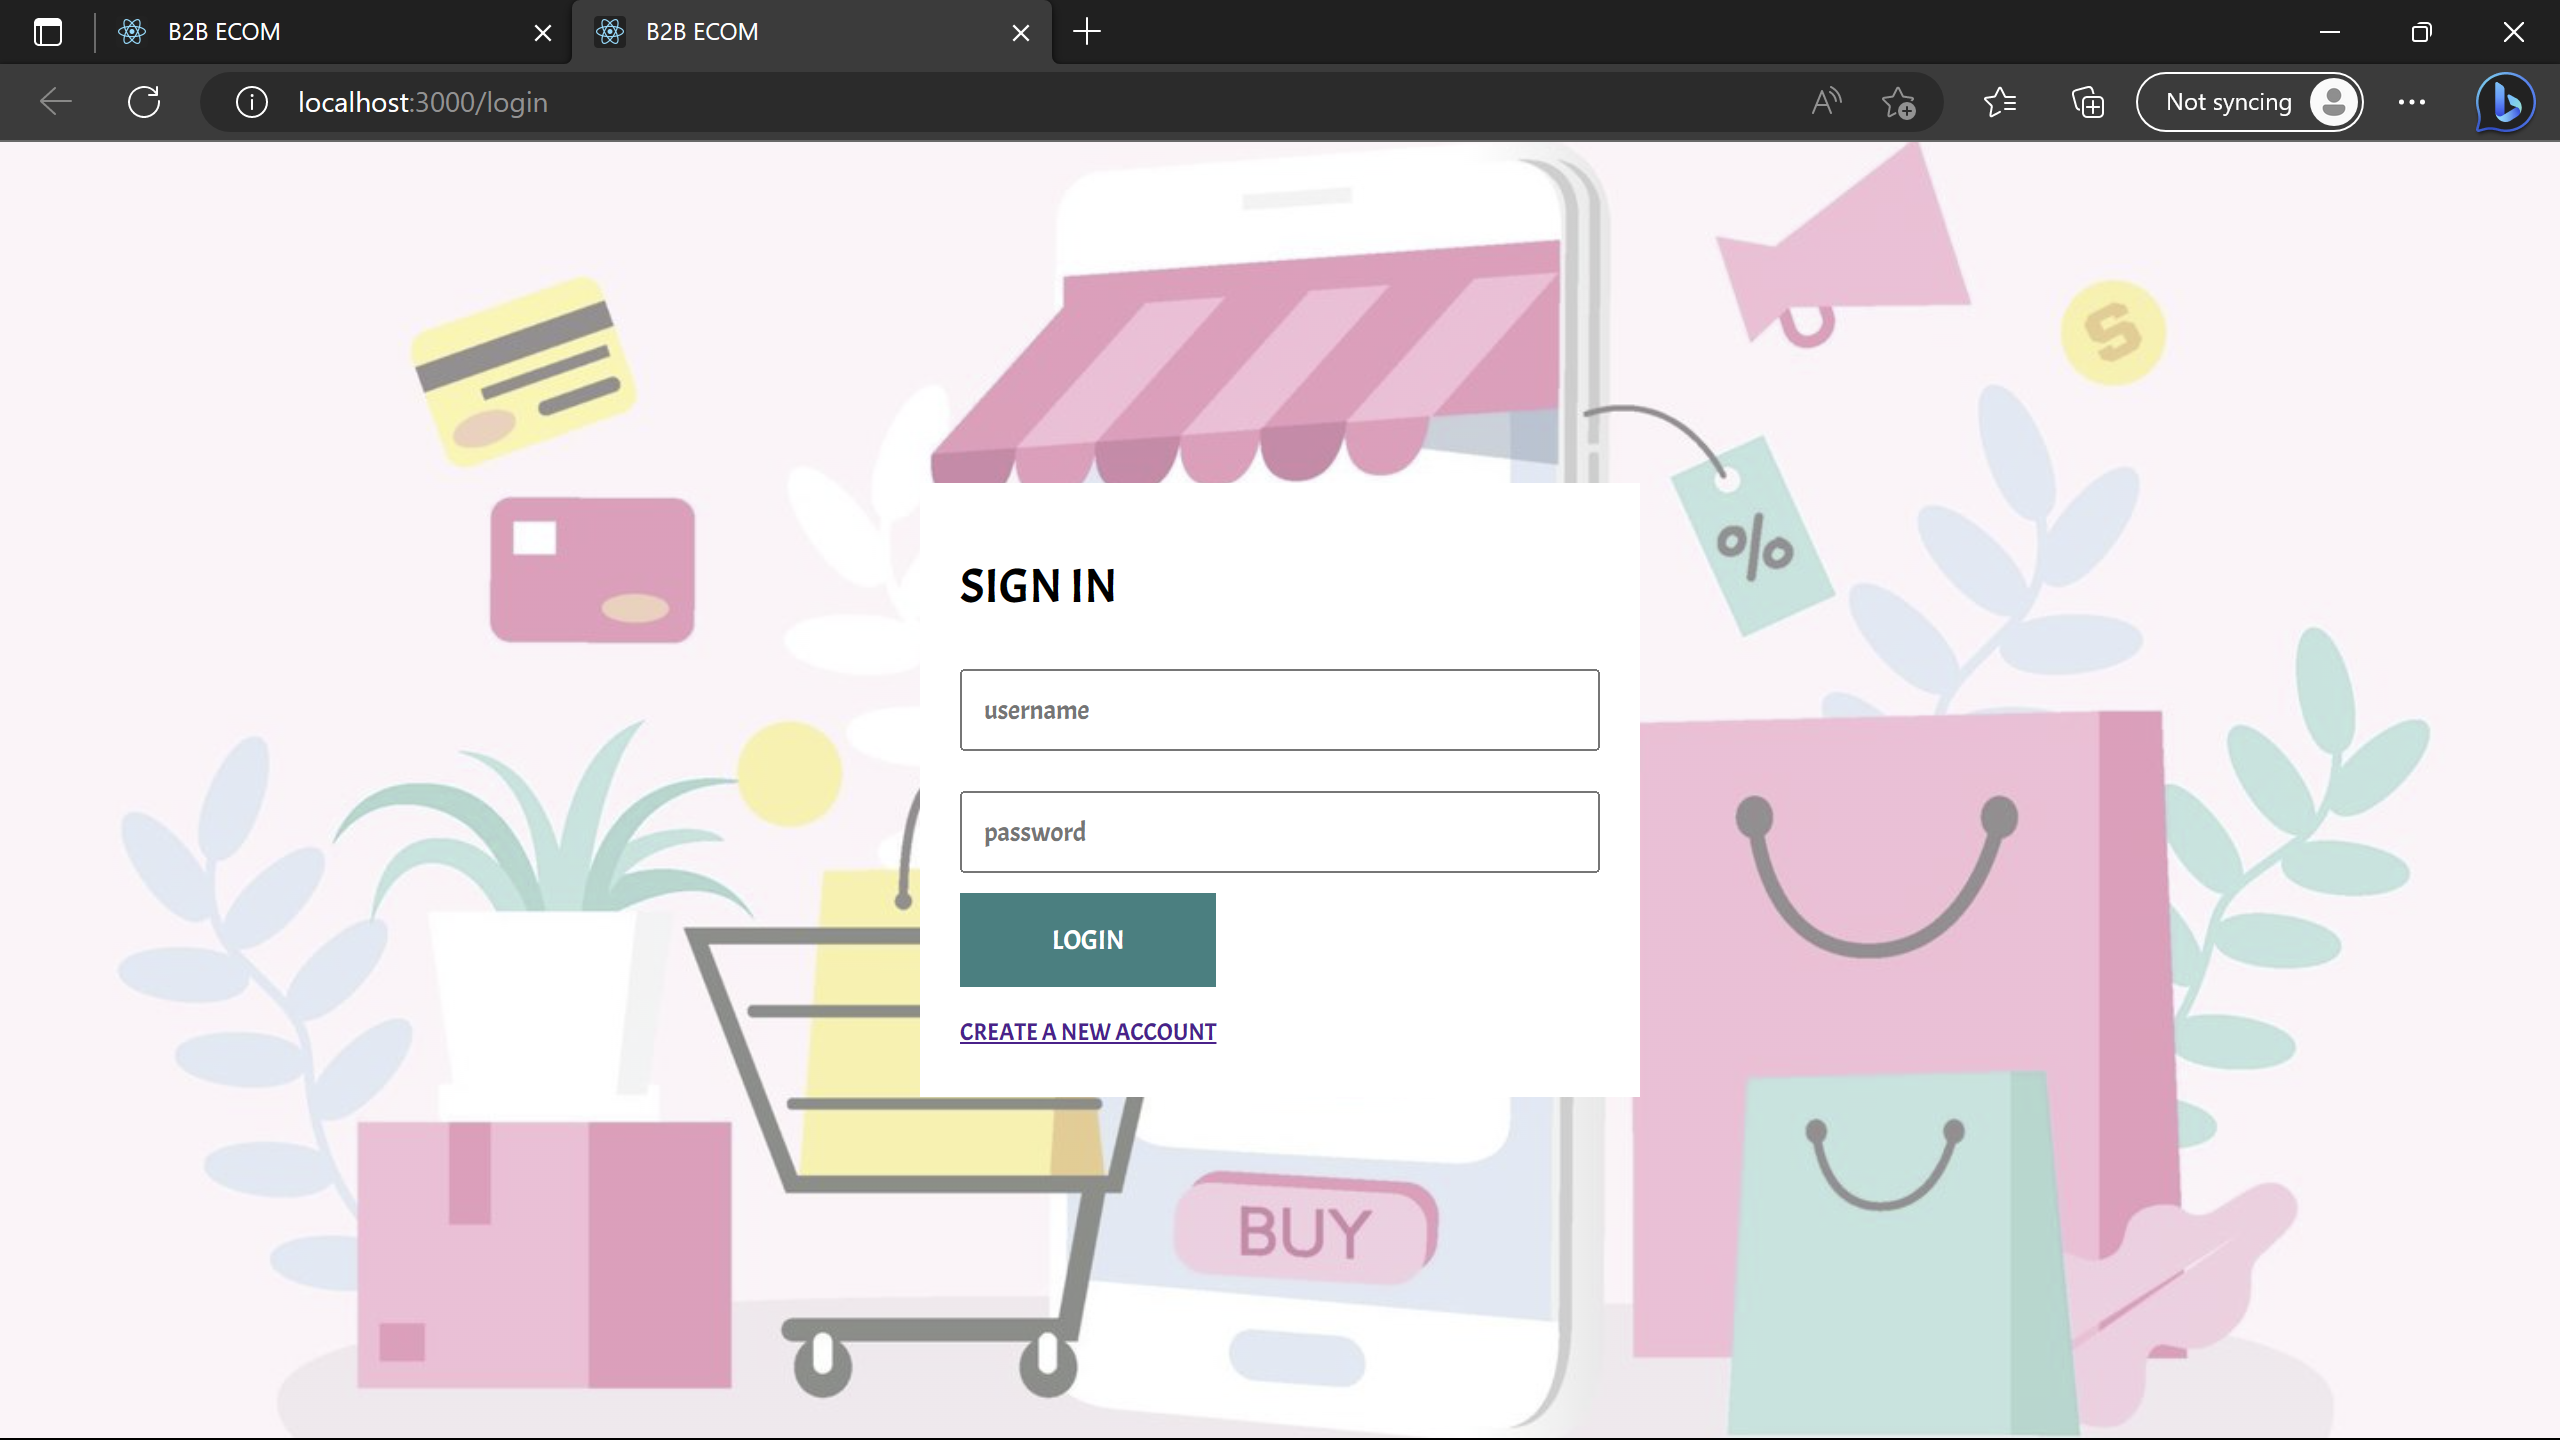 B2B ECOM
B2B ECOM
localhost:3000/login
Not syncing
%
S
SIGN IN
username
password
LOGIN
CREATE A NEW ACCOUNT
BUY